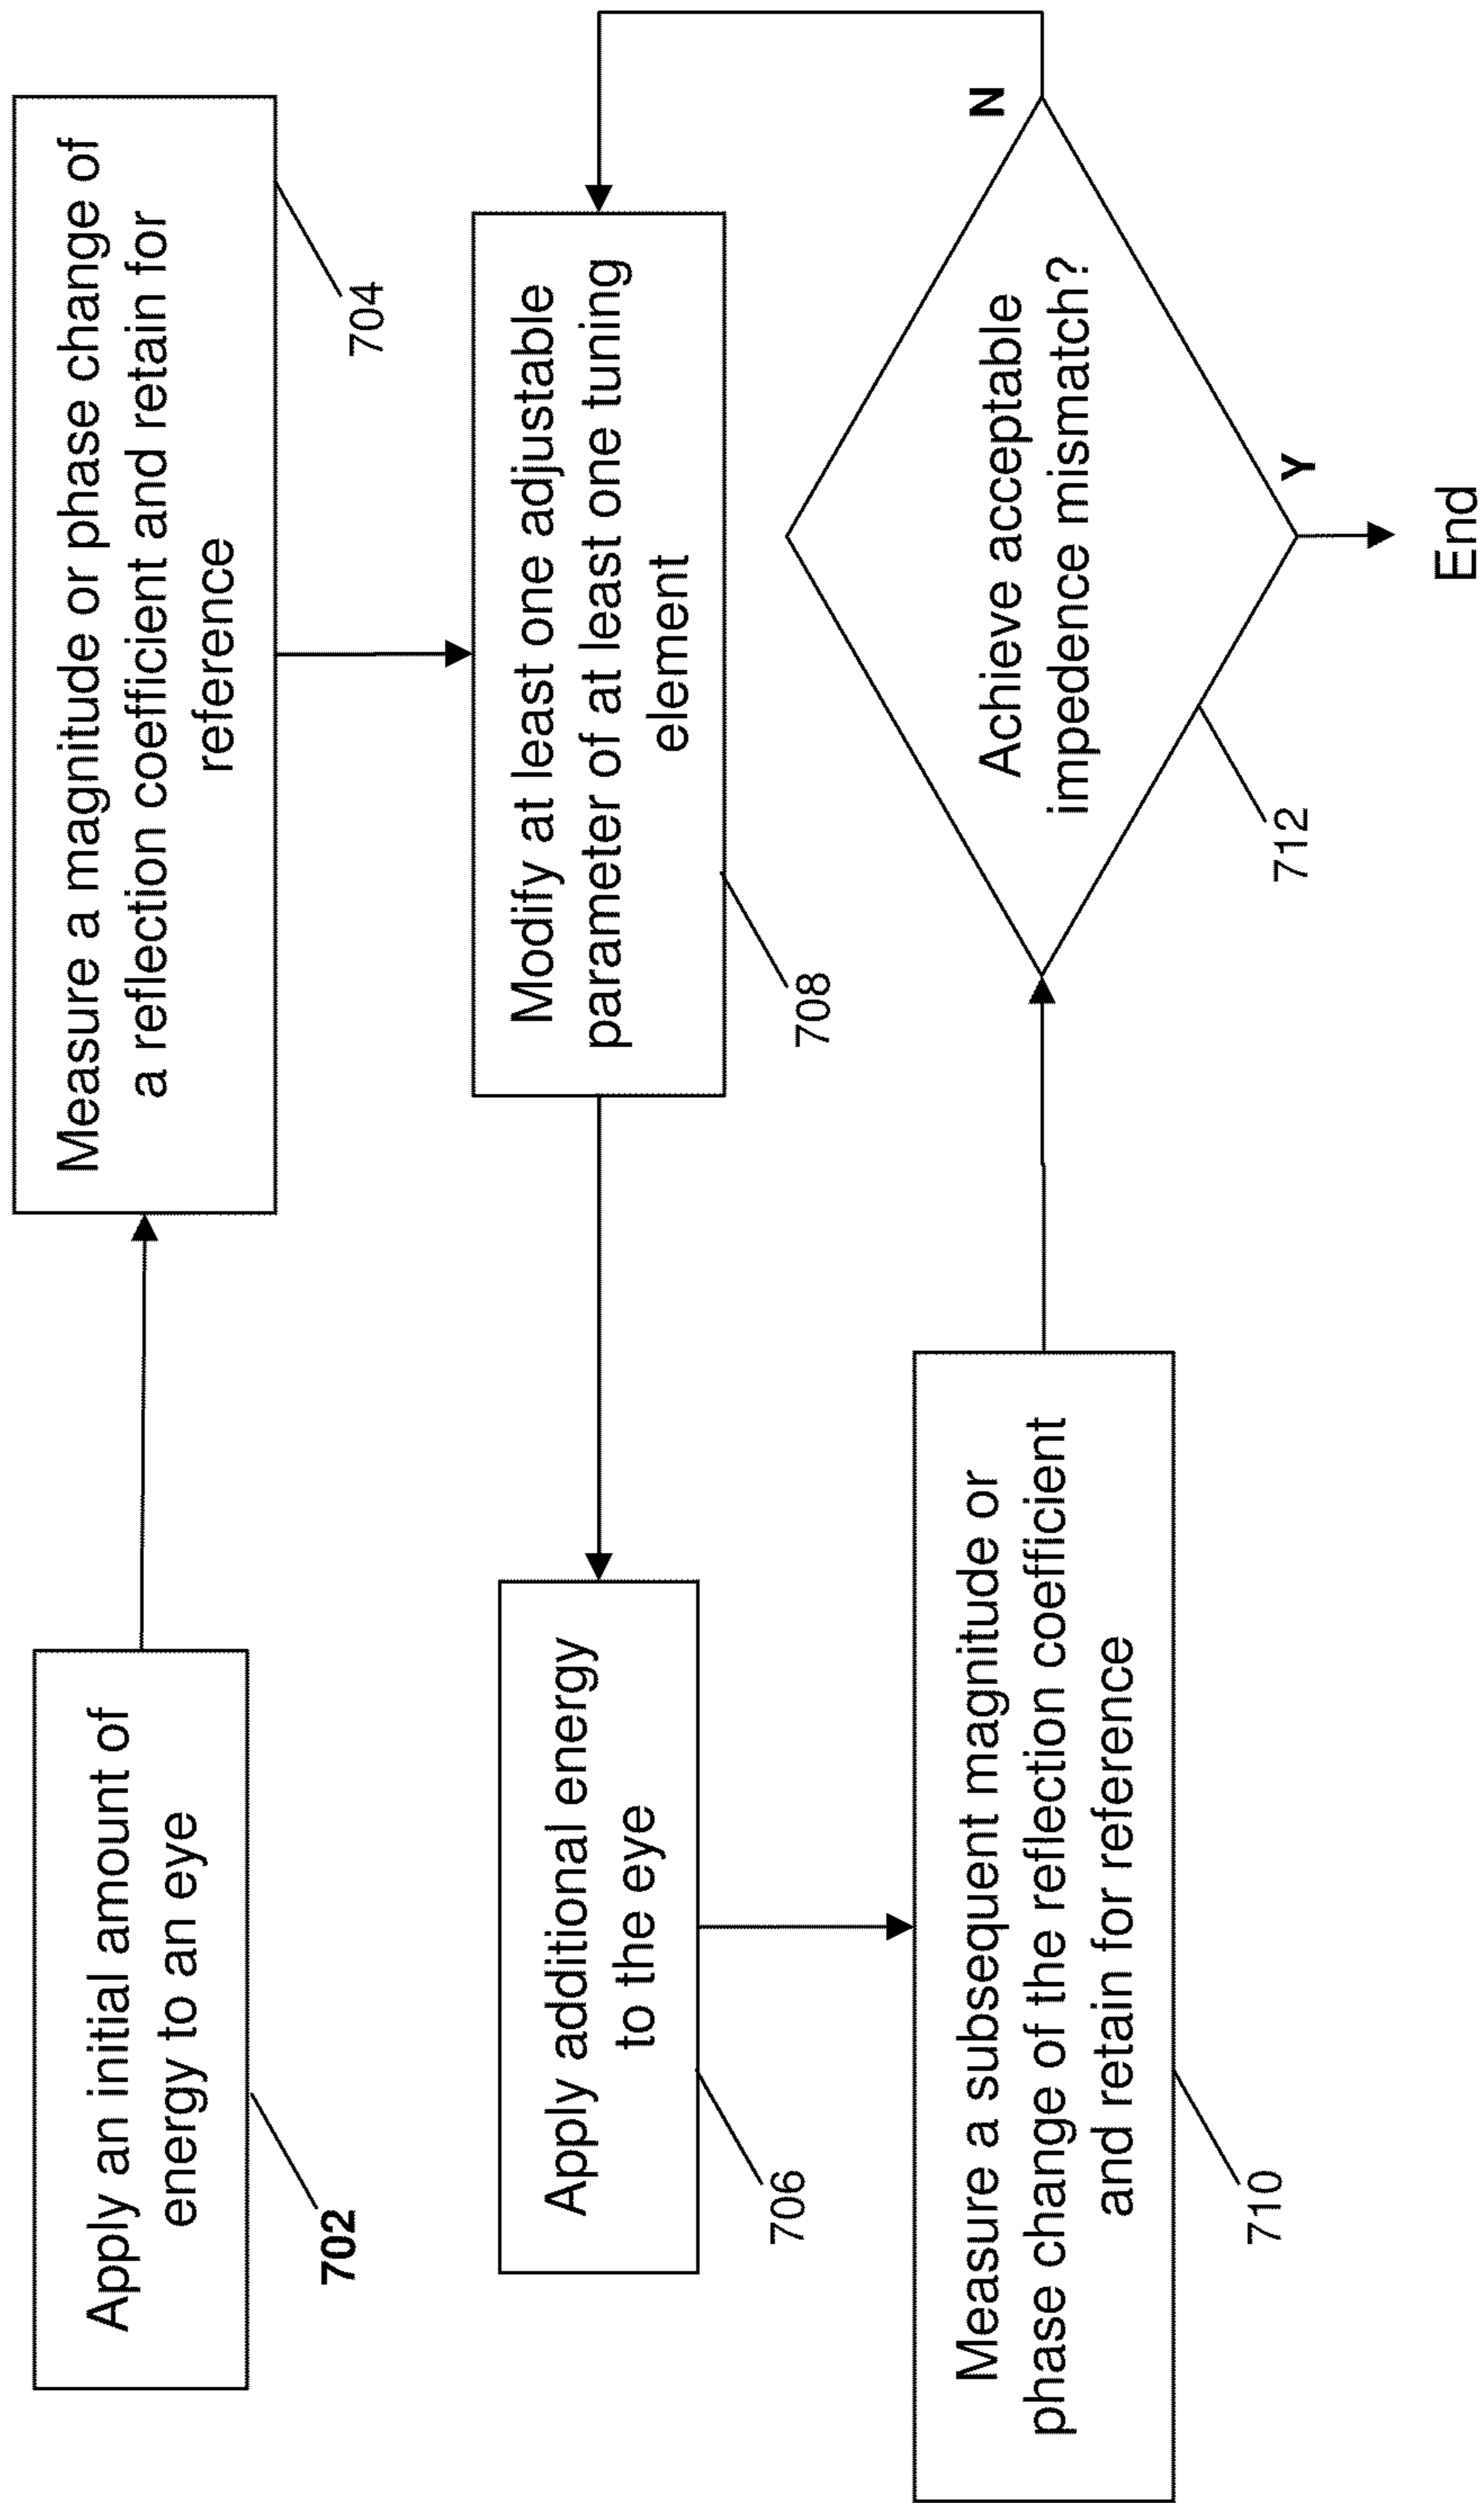 Apply an initial amount of
energy to an eye
702
Measure a magnitude or phase change of
a reflection coefficient and retain for
reference
704
Modify at least one adjustable
parameter of at least one tuning
element
708
Apply additional energy
to the eye
706
Measure a subsequent magnitude or
phase change of the reflection coefficient
and retain for reference
710
Achieve acceptable
impedence mismatch?
712
N
Y
End